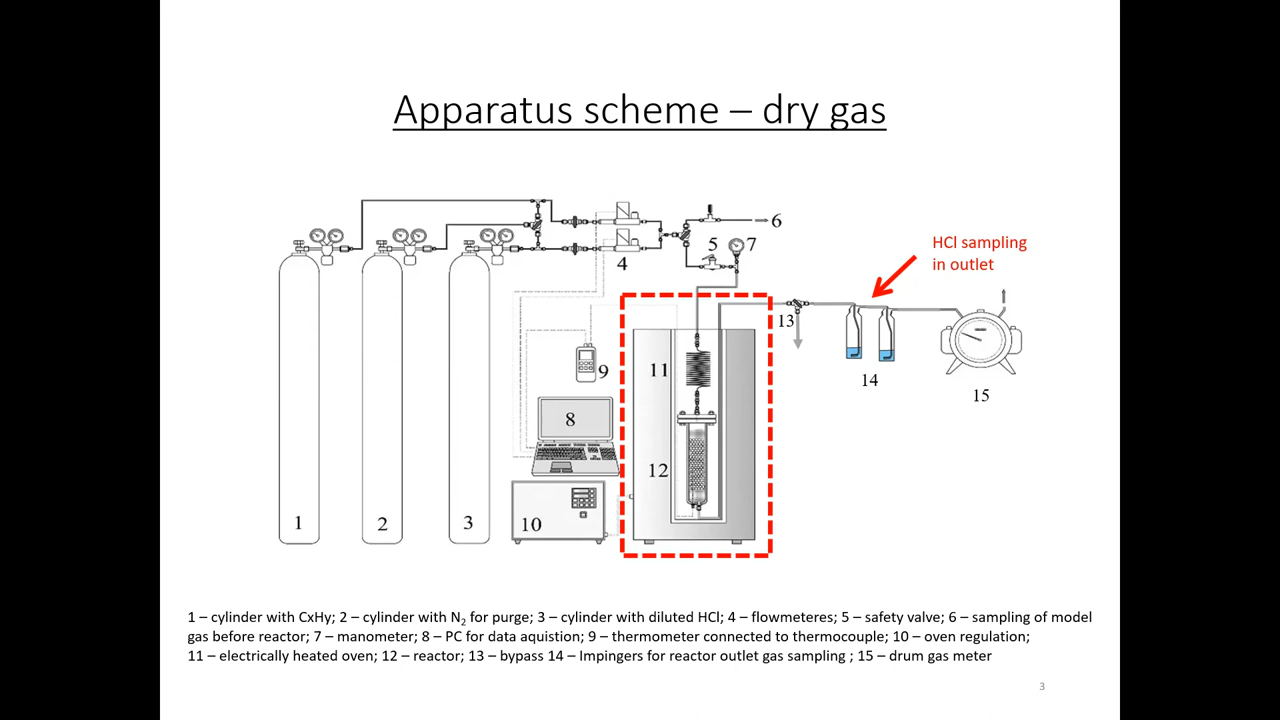 Apparatus scheme – dry gas
6
5
7
4
HCl sampling
in outlet
13
9
11
14
15
8
12
1
2
3
10
1 – cylinder with CxHy; 2 – cylinder with N2 for purge; 3 – cylinder with diluted HCl; 4 – flowmeteres; 5 – safety valve; 6 – sampling of model
gas before reactor; 7 – manometer; 8 – PC for data aquistion; 9 – thermometer connected to thermocouple; 10 – oven regulation;
11 – electrically heated oven; 12 – reactor; 13 – bypass 14 – Impingers for reactor outlet gas sampling ; 15 – drum gas meter
3